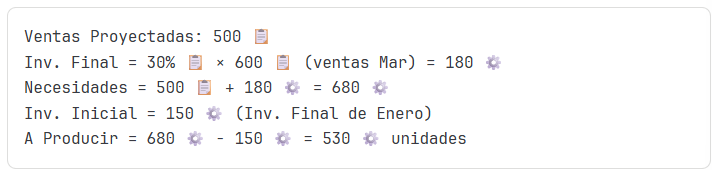 Ventas Proyectadas: 500 📋
Inv. Final = 30% 📋 × 600 📋 (ventas Mar) = 180 ⚙️
Necesidades = 500 📋 + 180 ⚙️ = 680 ⚙️
Inv. Inicial = 150 ⚙️ (Inv. Final de Enero)
A Producir = 680 ⚙️ - 150 ⚙️ = 530 ⚙️ unidades